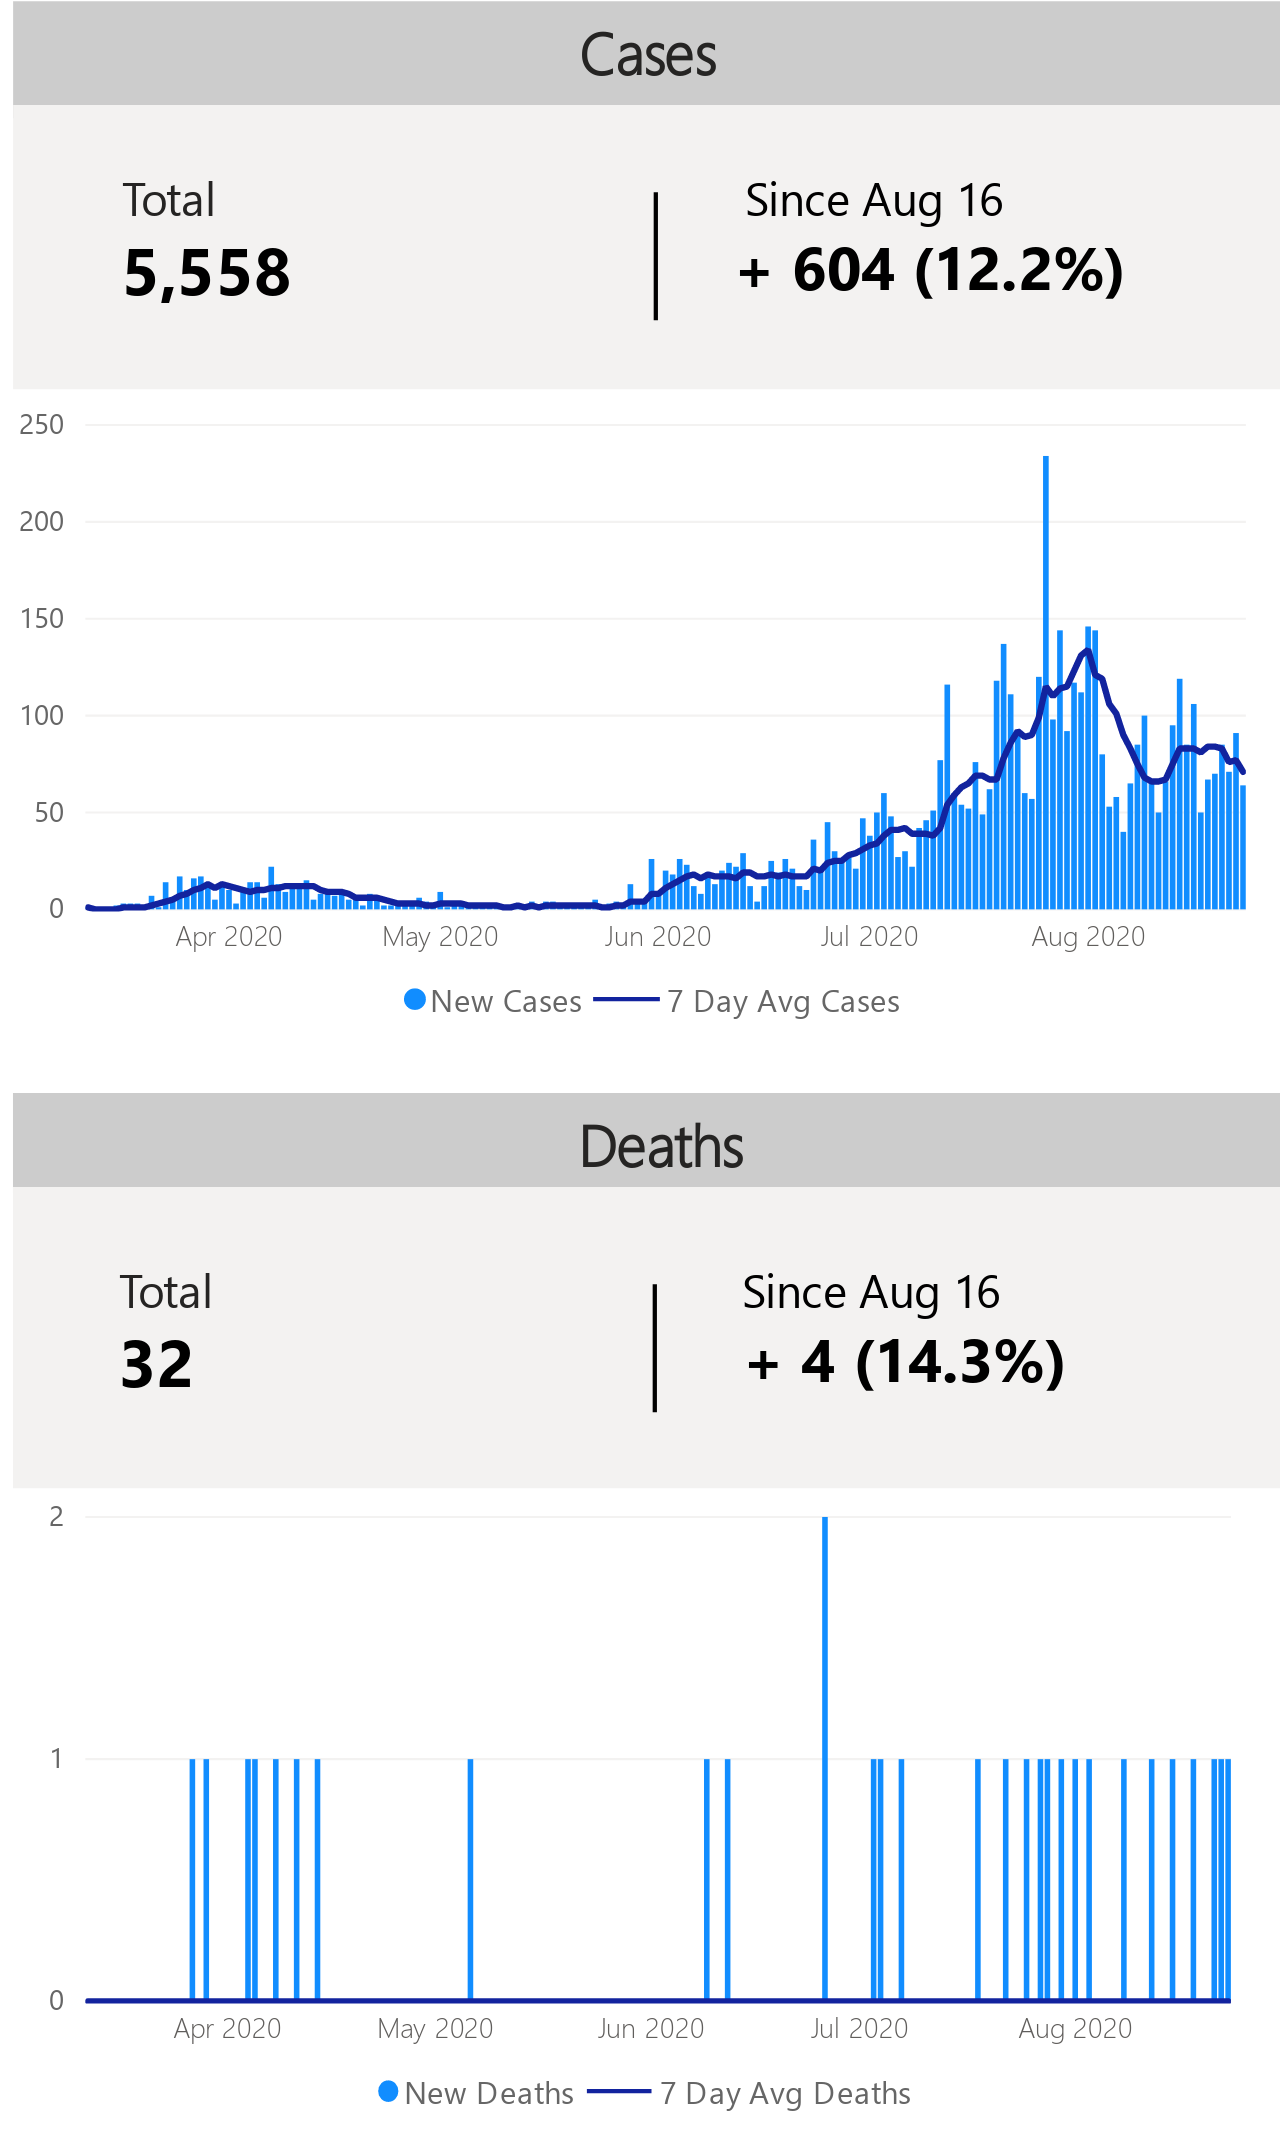 Cases
Total
5,558
Since Aug 16
+ 604 (12.2%)
250
200
150
100
50
0
Apr 2020 May 2020 Jun 2020 Jul 2020 Aug 2020
New Cases 7 Day Avg Cases
Deaths
Total
32
Since Aug 16
+ 4 (14.3%)
2
1
0
Apr 2020 May 2020 Jun 2020 Jul 2020 Aug 2020
New Deaths 7 Day Avg Deaths